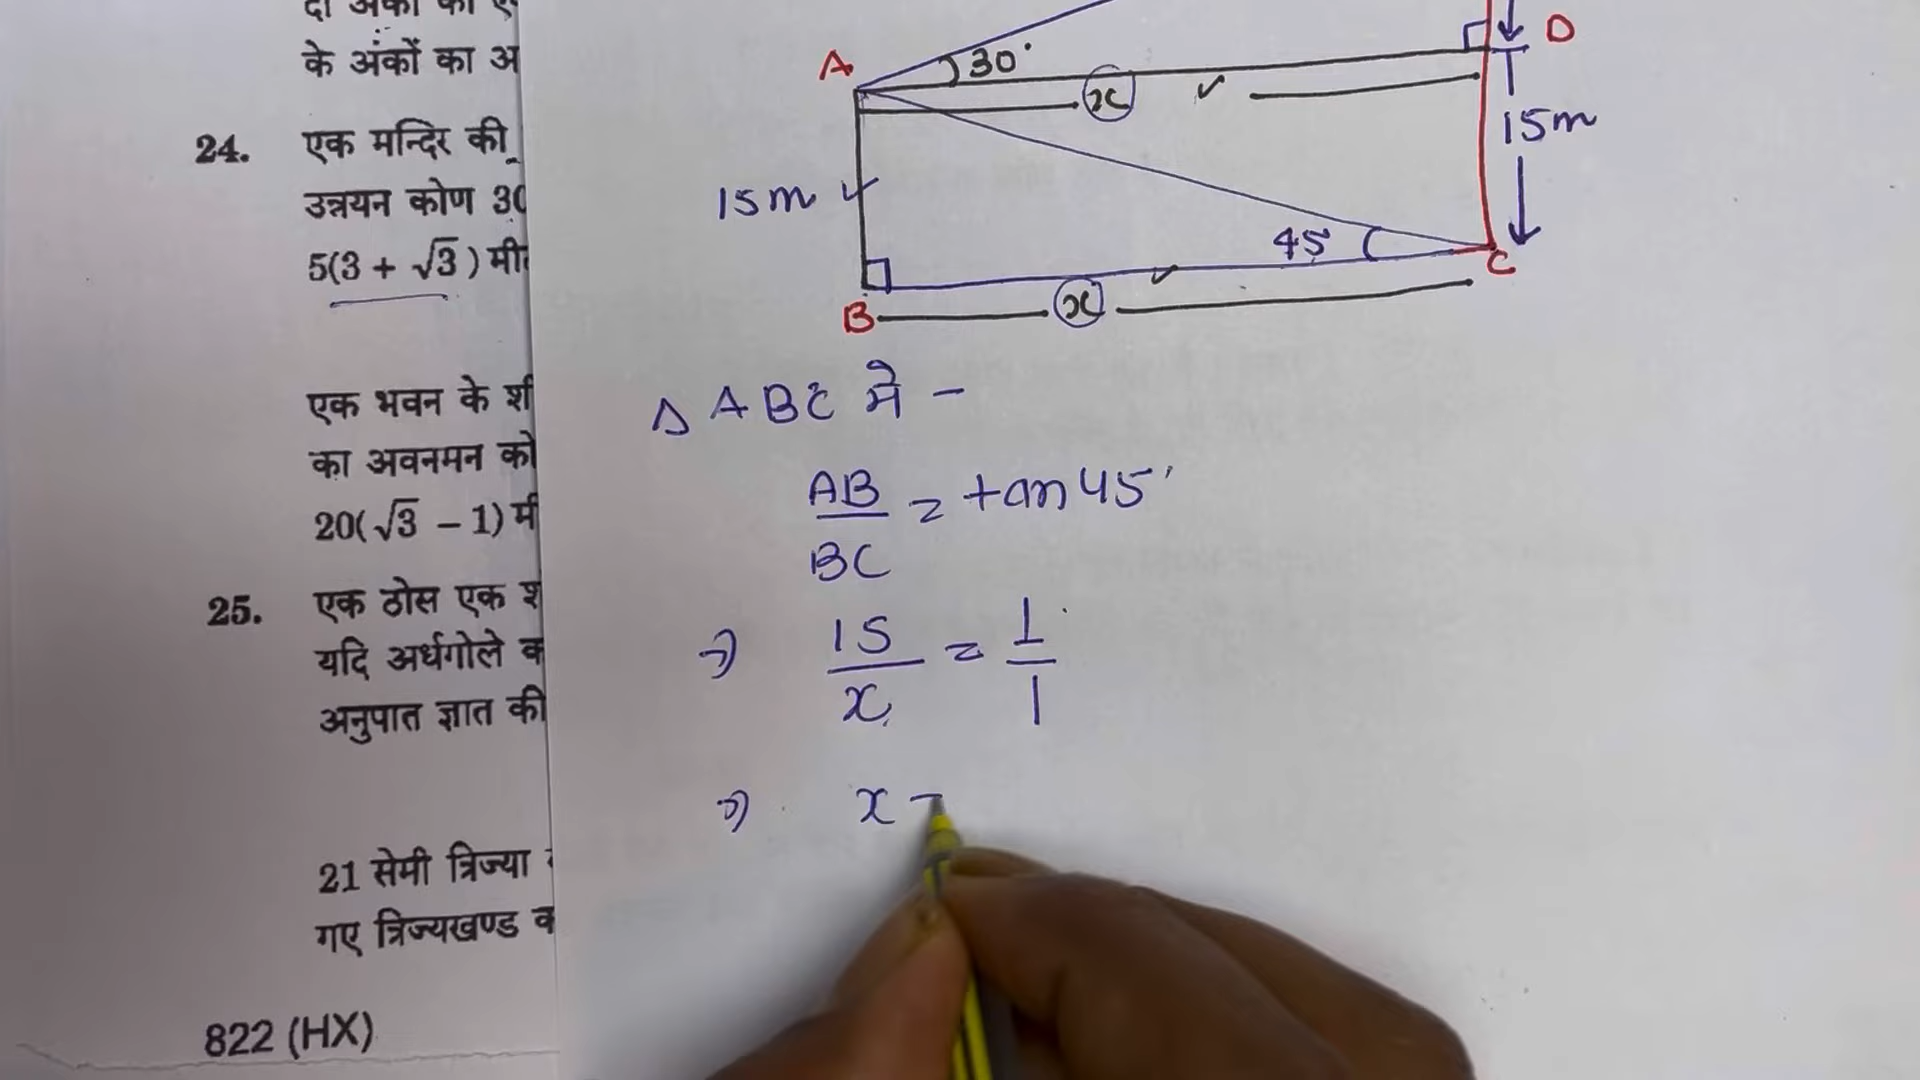 के अंकों का अ
24. एक मन्दिर की
उन्नयन कोण 30
5(3 + √3) मी
एक भवन के
का अवनमन को
20(√3 – 1) मी
25. एक ठोस एक
यदि अर्धगोले क
अनुपात ज्ञात की
21 सेमी त्रिज्या
गए त्रिज्यखण्ड क
822 (HX)
A 30° x D
15m
15m
45°
C
B x
Δ ABC मे –
AB/BC = tan 45°
⇒ 15/x = 1/1
⇒ x =